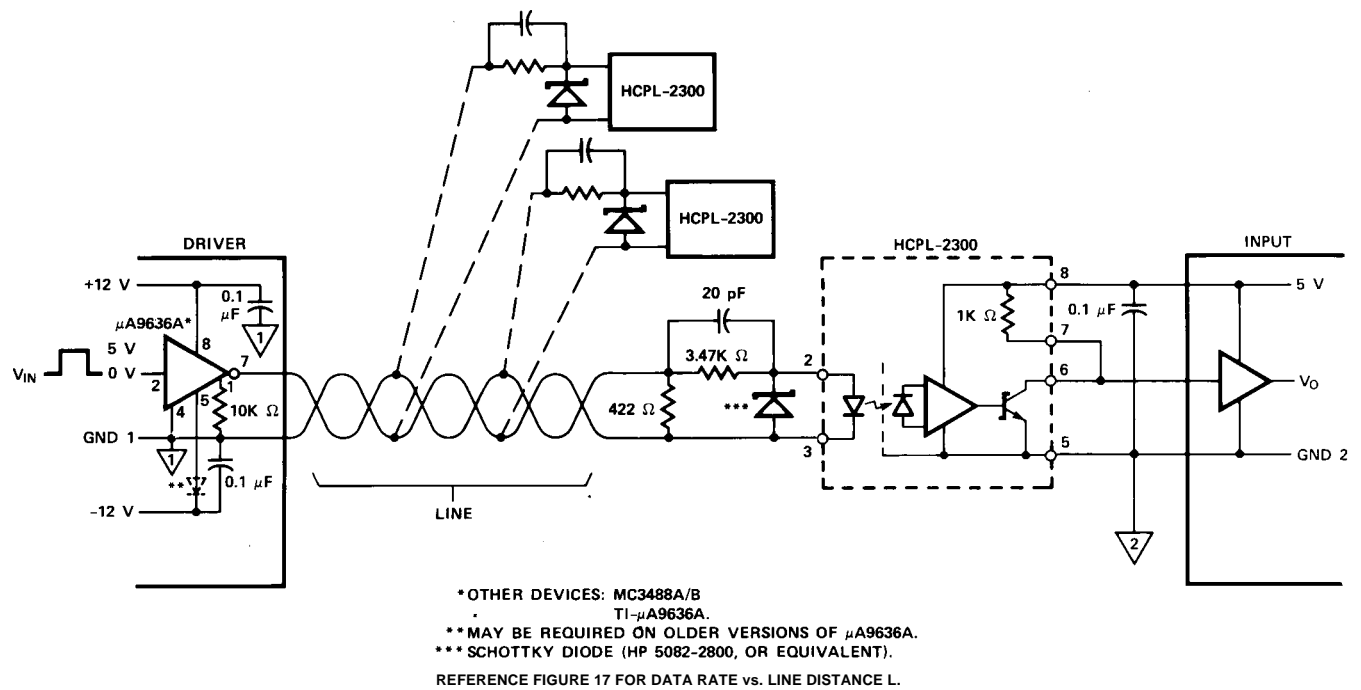 HCPL-2300
HCPL-2300
DRIVER
+12 V
0.1
µF
1
µA9636A*
8
5 V
0 V
VIN
2
7
1
5
4
10K Ω
GND 1
1
**
0.1 µF
-12 V
LINE
20 pF
3.47K Ω
422 Ω
***
2
3
HCPL-2300
8
1K Ω
7
6
5
0.1 µF
2
INPUT
5 V
VO
GND 2
*OTHER DEVICES: MC3488A/B
TI-µA9636A.
**MAY BE REQUIRED ON OLDER VERSIONS OF µA9636A.
***SCHOTTKY DIODE (HP 5082-2800, OR EQUIVALENT).
REFERENCE FIGURE 17 FOR DATA RATE vs. LINE DISTANCE L.